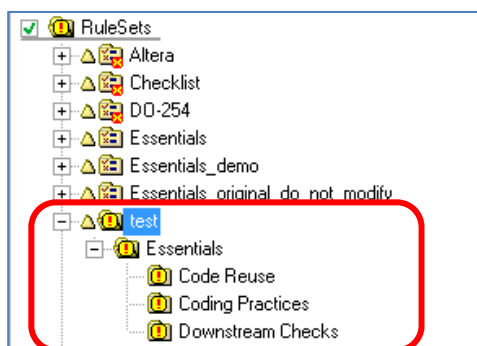 RuleSets
Altera
Checklist
DO-254
Essentials
Essentials_demo
Essentials_original_do_not_modify
test
Essentials
Code Reuse
Coding Practices
Downstream Checks